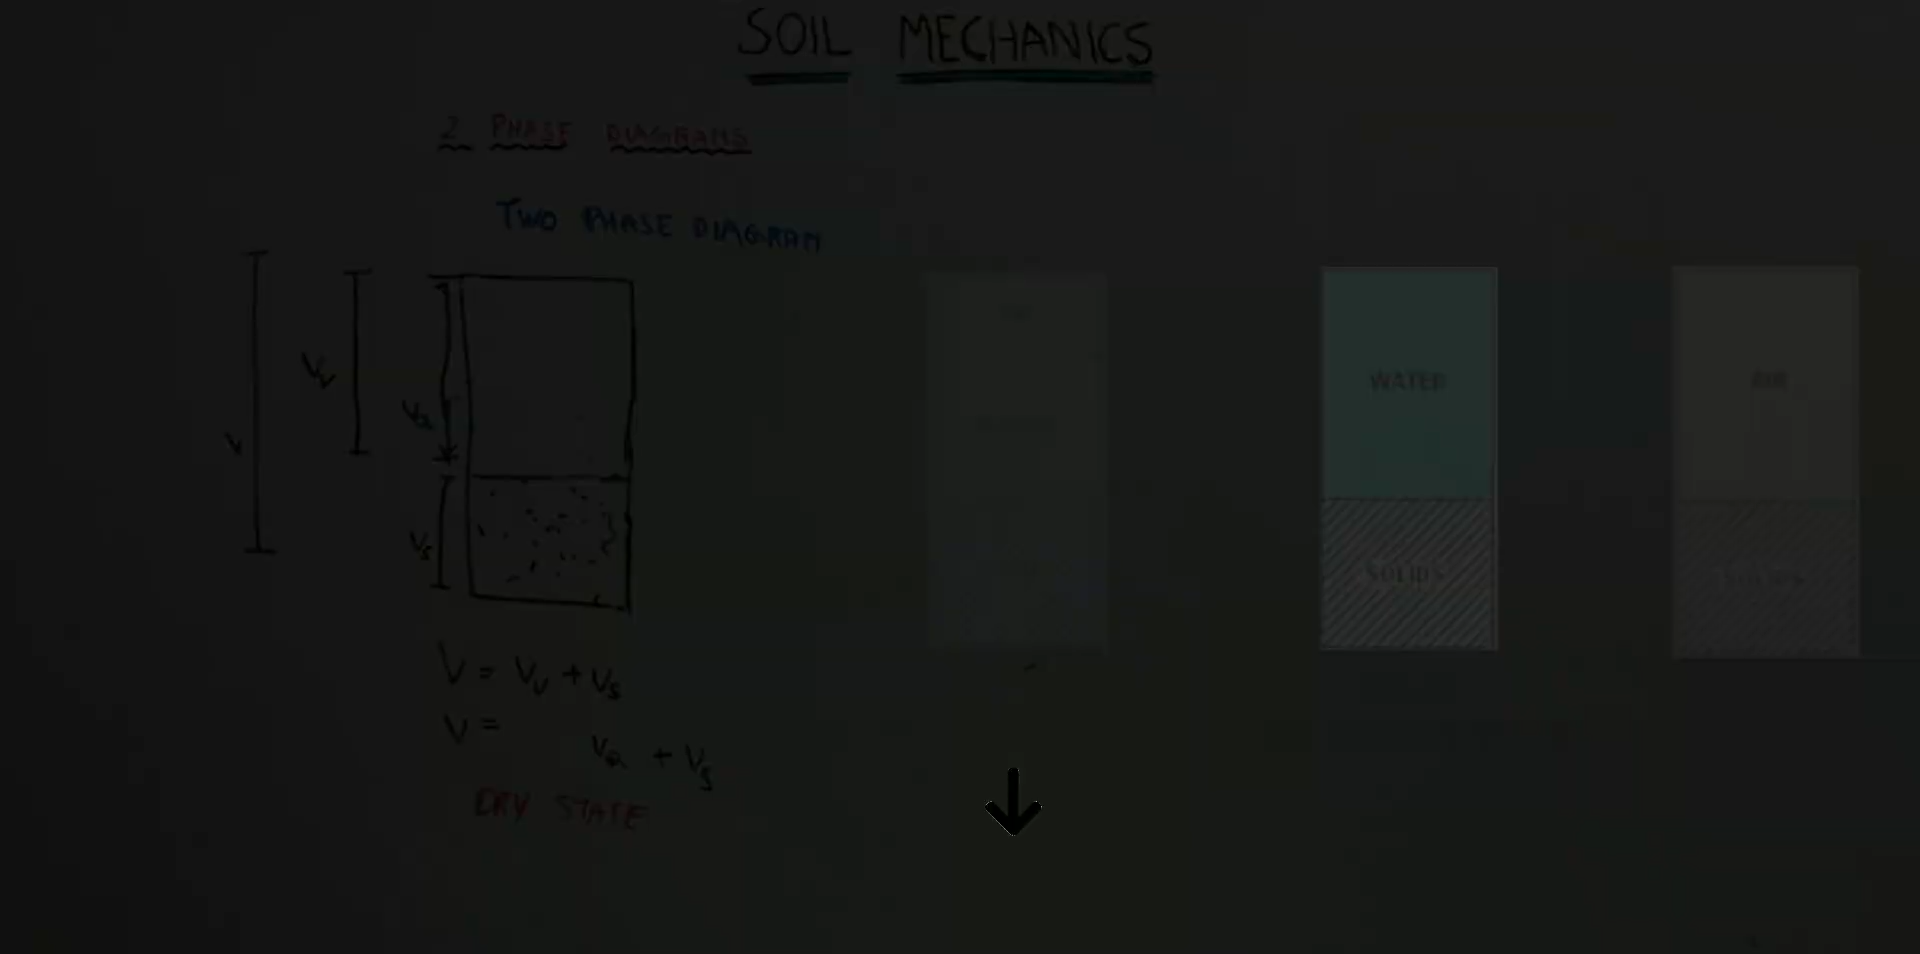 SOIL MECHANICS
2 PHASE DIAGRAMS
TWO PHASE DIAGRAM
V
Vv
Va
Vs
WATER
SOLIDS
AIR
SOLIDS
V = Vv + Vs
V =
Va + Vs
DRY STATE